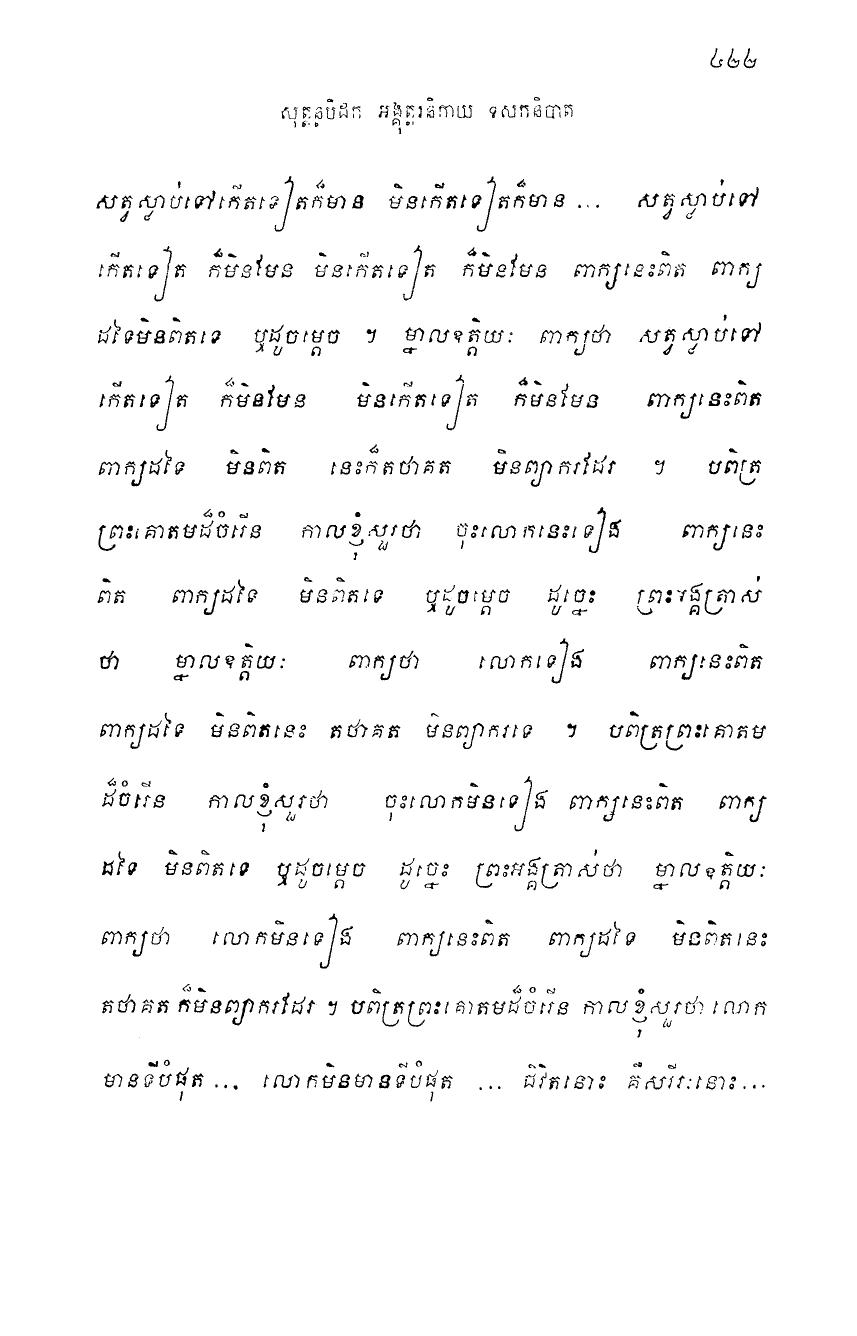 ៤២២
សុត្តន្តបិដក អង្គុត្តរនិកាយ ទសកនិបាត
សត្វស្លាប់ទៅកើតទៀតក៏មាន មិនកើតទៀតក៏មាន ... សត្វស្លាប់ទៅ
កើតទៀត ក៏មិនមែន មិនកើតទៀត ក៏មិនមែន ពាក្យនេះពិត ពាក្យ
ដទៃមិនពិតទេ ឬដូចម្តេច ។ ម្នាលឧត្តិយៈ ពាក្យថា សត្វស្លាប់ទៅ
កើតទៀត ក៏មិនមែន មិនកើតទៀត ក៏មិនមែន ពាក្យនេះពិត
ពាក្យដទៃ មិនពិត នេះក៏តថាគត មិនព្យាករដែរ ។ បពិត្រ
ព្រះគោតមដ៏ចំរើន កាលខ្ញុំសួរថា ចុះលោកនេះទៀង ពាក្យនេះ
ពិត ពាក្យដទៃ មិនពិតទេ ឬដូចម្តេច ដូច្នេះ ព្រះអង្គត្រាស់
ថា ម្នាលឧត្តិយៈ ពាក្យថា លោកទៀង ពាក្យនេះពិត
ពាក្យដទៃ មិនពិតនេះ តថាគត មិនព្យាករទេ ។ បពិត្រព្រះគោតម
ដ៏ចំរើន កាលខ្ញុំសួរថា ចុះលោកមិនទៀង ពាក្យនេះពិត ពាក្យ
ដទៃ មិនពិតទេ ឬដូចម្តេច ដូច្នេះ ព្រះអង្គត្រាស់ថា ម្នាលឧត្តិយៈ
ពាក្យថា លោកមិនទៀង ពាក្យនេះពិត ពាក្យដទៃ មិនពិតនេះ
តថាគត ក៏មិនព្យាករដែរ ។ បពិត្រព្រះគោតមដ៏ចំរើន កាលខ្ញុំសួរថា លោក
មានទីបំផុត ... លោកមិនមានទីបំផុត ... ជីវិតនោះ គឺសរីរៈនោះ ...